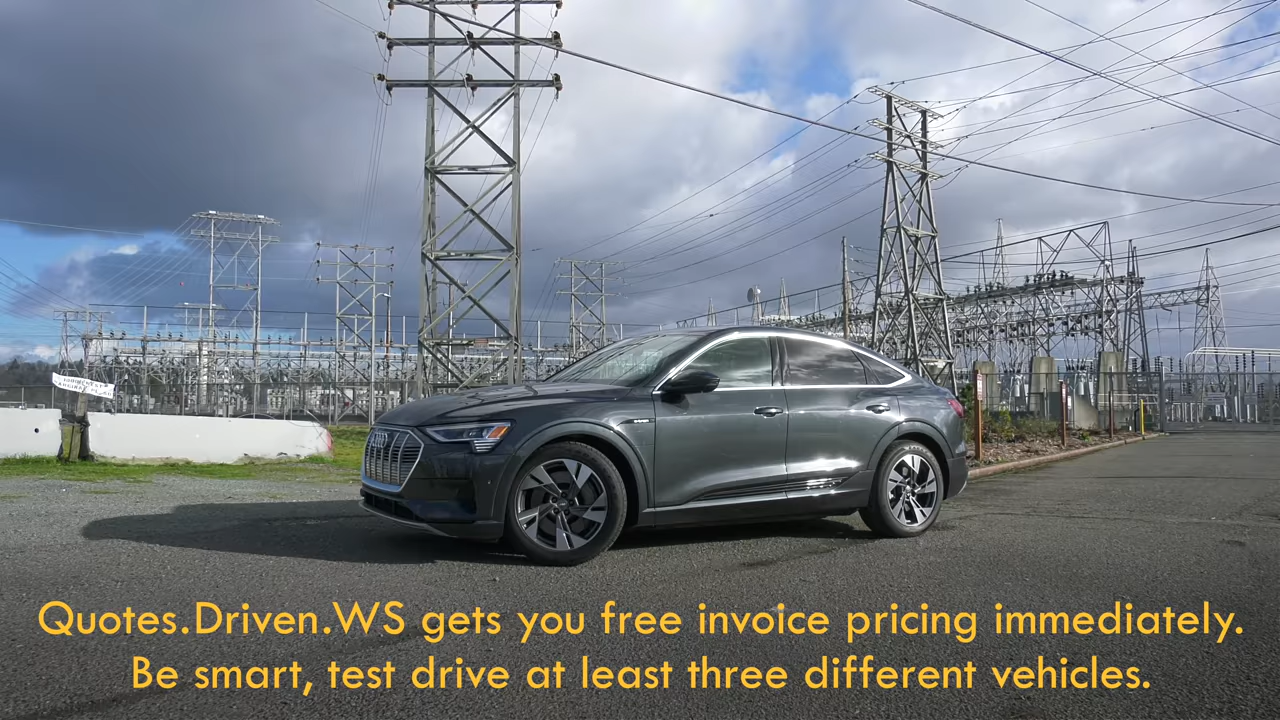 Quotes.Driven.WS gets you free invoice pricing immediately.
Be smart, test drive at least three different vehicles.